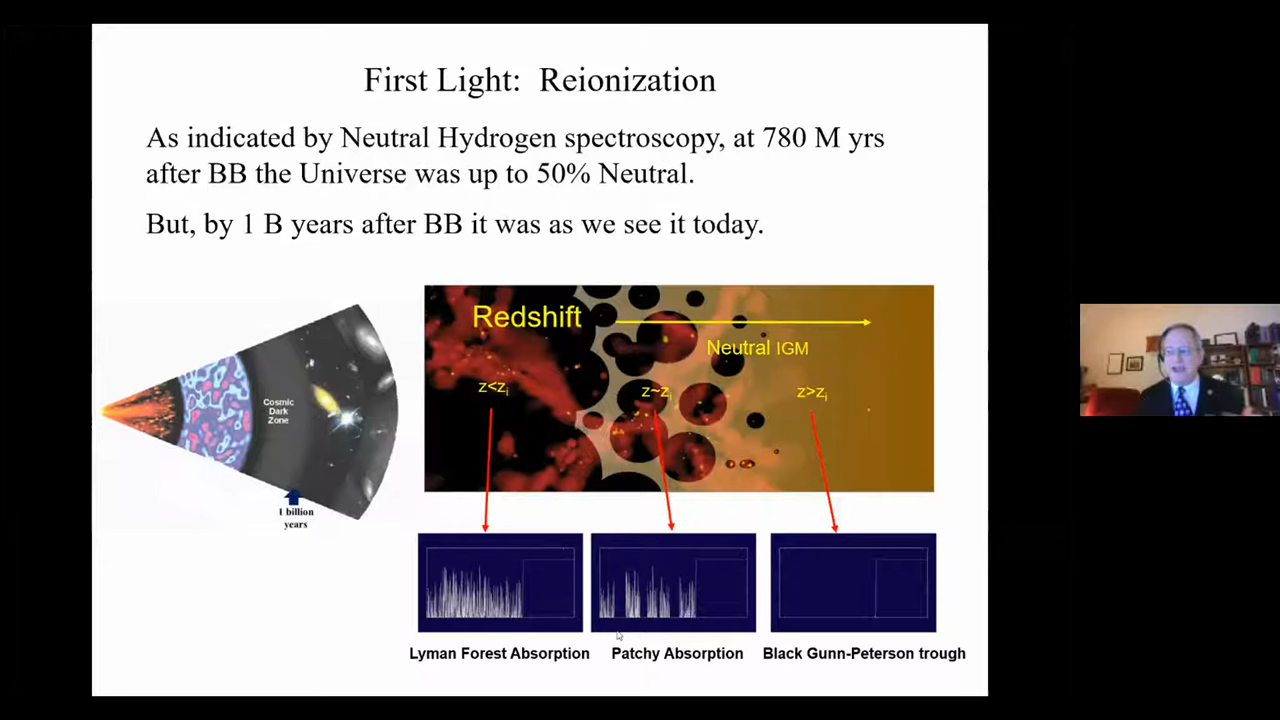 First Light: Reionization
As indicated by Neutral Hydrogen spectroscopy, at 780 M yrs
after BB the Universe was up to 50% Neutral.
But, by 1 B years after BB it was as we see it today.
Redshift
Neutral IGM
z<zi
z~zi
z>zi
Cosmic
Dark
Zone
1 billion
years
Lyman Forest Absorption
Patchy Absorption
Black Gunn-Peterson trough